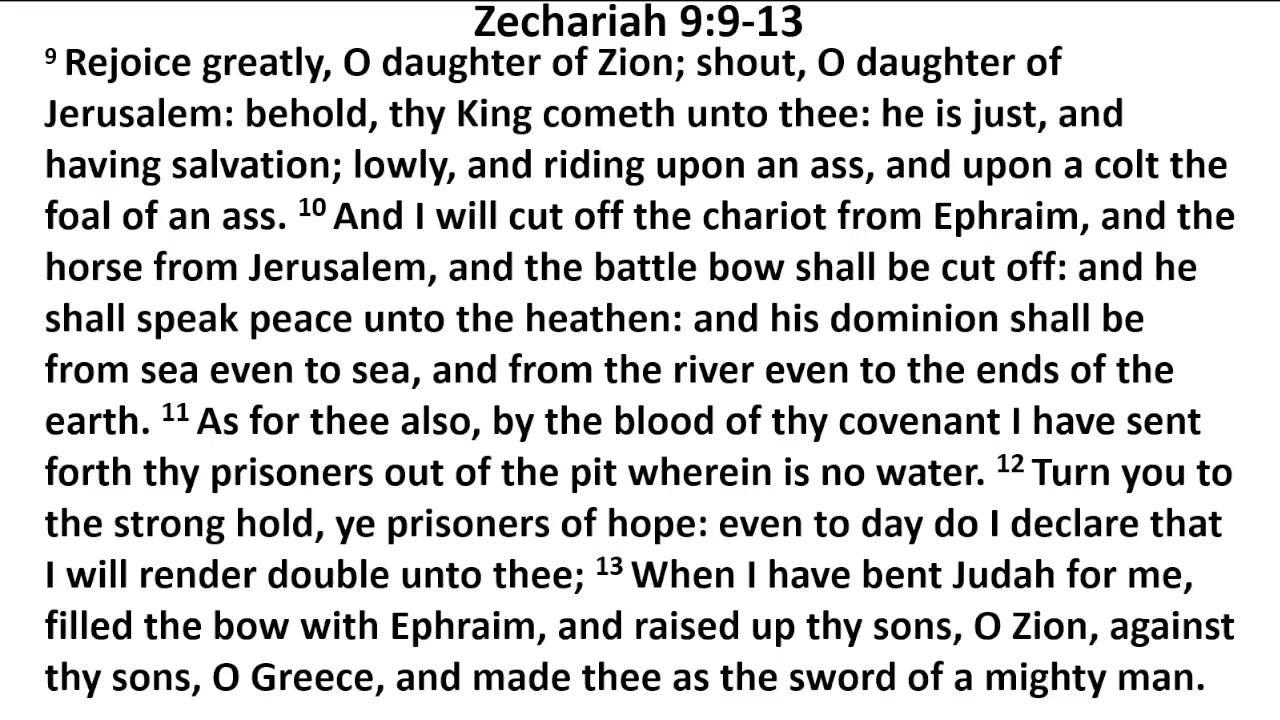 Zechariah 9:9-13
9 Rejoice greatly, O daughter of Zion; shout, O daughter of
Jerusalem: behold, thy King cometh unto thee: he is just, and
having salvation; lowly, and riding upon an ass, and upon a colt the
foal of an ass. 10 And I will cut off the chariot from Ephraim, and the
horse from Jerusalem, and the battle bow shall be cut off: and he
shall speak peace unto the heathen: and his dominion shall be
from sea even to sea, and from the river even to the ends of the
earth. 11 As for thee also, by the blood of thy covenant I have sent
forth thy prisoners out of the pit wherein is no water. 12 Turn you to
the strong hold, ye prisoners of hope: even to day do I declare that
I will render double unto thee; 13 When I have bent Judah for me,
filled the bow with Ephraim, and raised up thy sons, O Zion, against
thy sons, O Greece, and made thee as the sword of a mighty man.